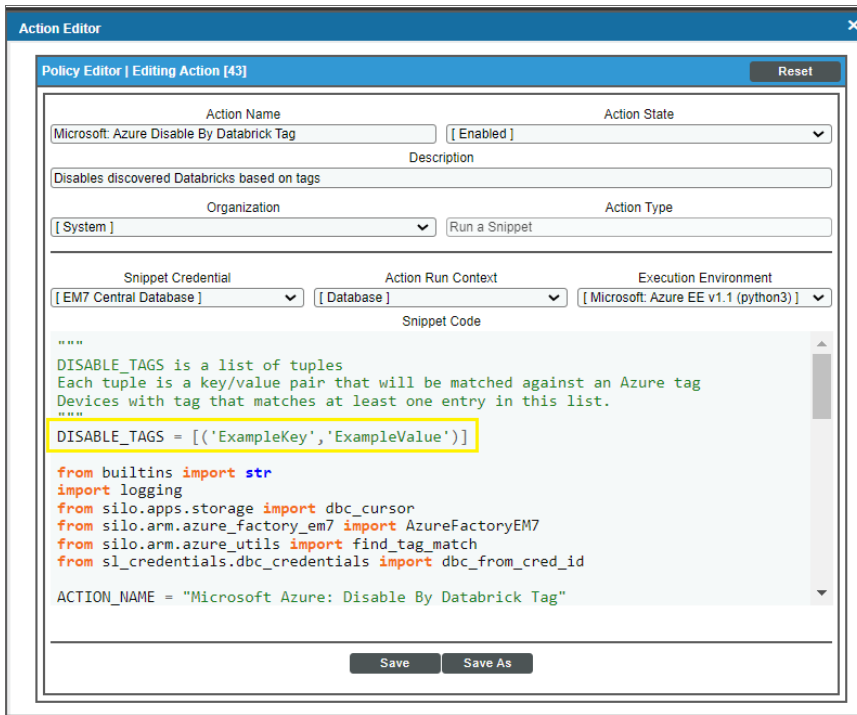 Action Editor
Policy Editor | Editing Action [43] Reset
Action Name Action State
Microsoft: Azure Disable By Databrick Tag [ Enabled ]
Description
Disables discovered Databricks based on tags
Organization Action Type
[ System ] Run a Snippet
Snippet Credential Action Run Context Execution Environment
[ EM7 Central Database ] [ Database ] [ Microsoft: Azure EE v1.1 (python3) ]
Snippet Code
"""
DISABLE_TAGS is a list of tuples
Each tuple is a key/value pair that will be matched against an Azure tag
Devices with tag that matches at least one entry in this list.
"""
DISABLE_TAGS = [('ExampleKey','ExampleValue')]
from builtins import str
import logging
from silo.apps.storage import dbc_cursor
from silo.arm.azure_factory_em7 import AzureFactoryEM7
from silo.arm.azure_utils import find_tag_match
from sl_credentials.dbc_credentials import dbc_from_cred_id
ACTION_NAME = "Microsoft Azure: Disable By Databrick Tag"
Save Save As